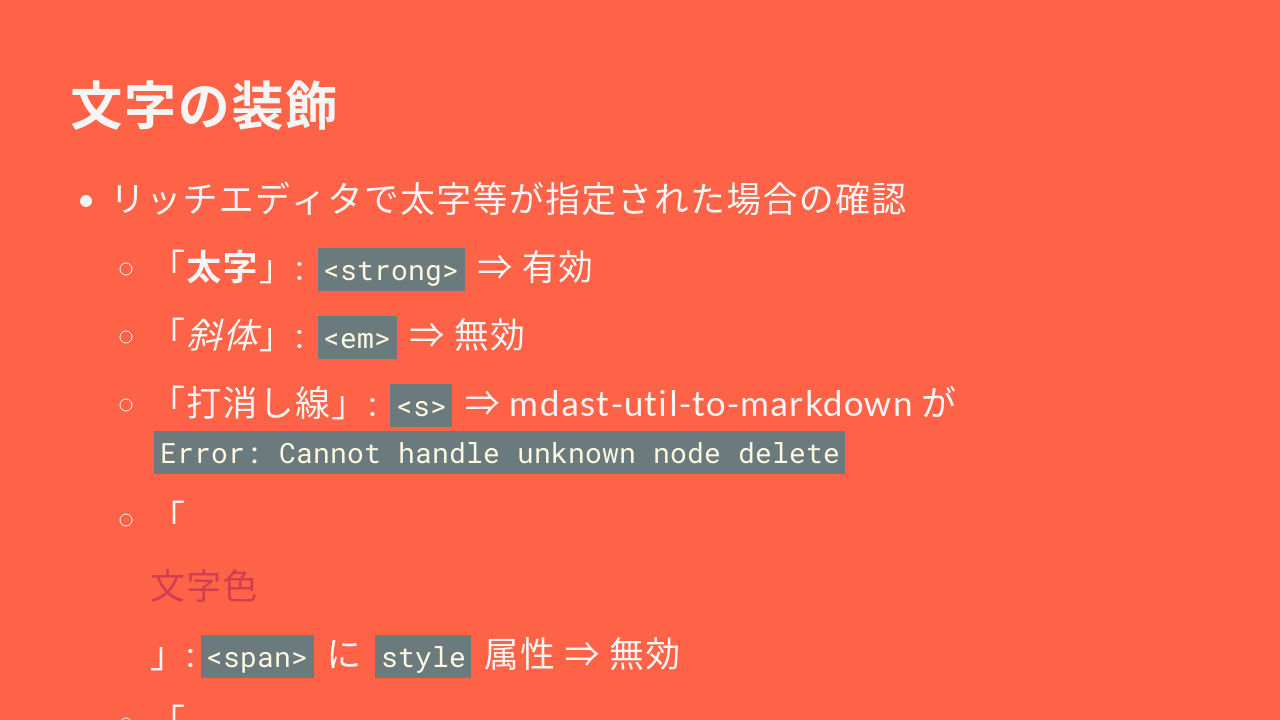 文字の装飾
リッチエディタで太字等が指定された場合の確認
「太字」: <strong> ⇒ 有効
「斜体」: <em> ⇒ 無効
「打消し線」: <s> ⇒ mdast-util-to-markdown が
Error: Cannot handle unknown node delete
「
文字色
」: <span> に style 属性 ⇒ 無効
「